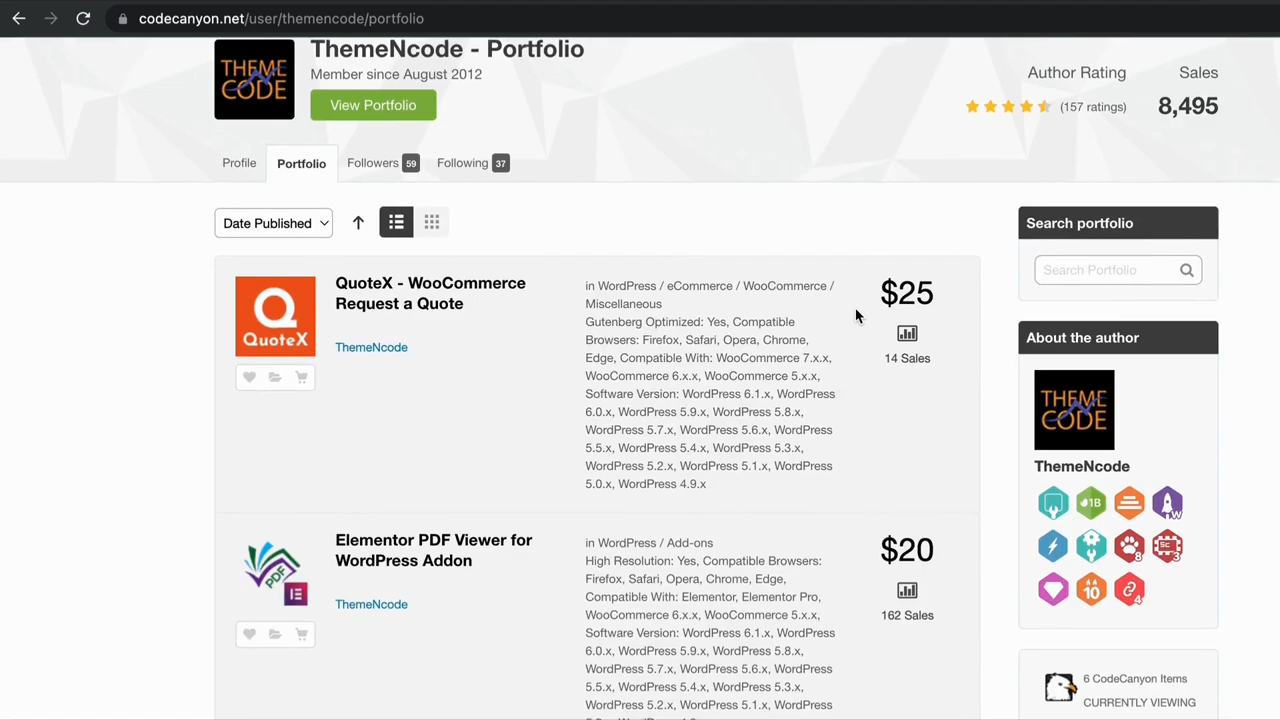 codecanyon.net/user/themencode/portfolio
THEME
CODE
ThemeNcode - Portfolio
Member since August 2012
View Portfolio
Author Rating
Sales
(157 ratings)
8,495
Profile
Portfolio
Followers 59
Following 37
Date Published
QuoteX
QuoteX - WooCommerce
Request a Quote
ThemeNcode
in WordPress / eCommerce / WooCommerce /
Miscellaneous
Gutenberg Optimized: Yes, Compatible
Browsers: Firefox, Safari, Opera, Chrome,
Edge, Compatible With: WooCommerce 7.x.x,
WooCommerce 6.x.x, WooCommerce 5.x.x,
Software Version: WordPress 6.1.x, WordPress
6.0.x, WordPress 5.9.x, WordPress 5.8.x,
WordPress 5.7.x, WordPress 5.6.x, WordPress
5.5.x, WordPress 5.4.x, WordPress 5.3.x,
WordPress 5.2.x, WordPress 5.1.x, WordPress
5.0.x, WordPress 4.9.x
$25
14 Sales
PDF
Elementor PDF Viewer for
WordPress Addon
ThemeNcode
in WordPress / Add-ons
High Resolution: Yes, Compatible Browsers:
Firefox, Safari, Opera, Chrome, Edge,
Compatible With: Elementor, Elementor Pro,
WooCommerce 6.x.x, WooCommerce 5.x.x,
Software Version: WordPress 6.1.x, WordPress
6.0.x, WordPress 5.9.x, WordPress 5.8.x,
WordPress 5.7.x, WordPress 5.6.x, WordPress
5.5.x, WordPress 5.4.x, WordPress 5.3.x,
WordPress 5.2.x, WordPress 5.1.x, WordPress
$20
162 Sales
Search portfolio
Search Portfolio
About the author
THEME
CODE
ThemeNcode
1B
W
8
Sc
3
10
4
6 CodeCanyon Items
CURRENTLY VIEWING